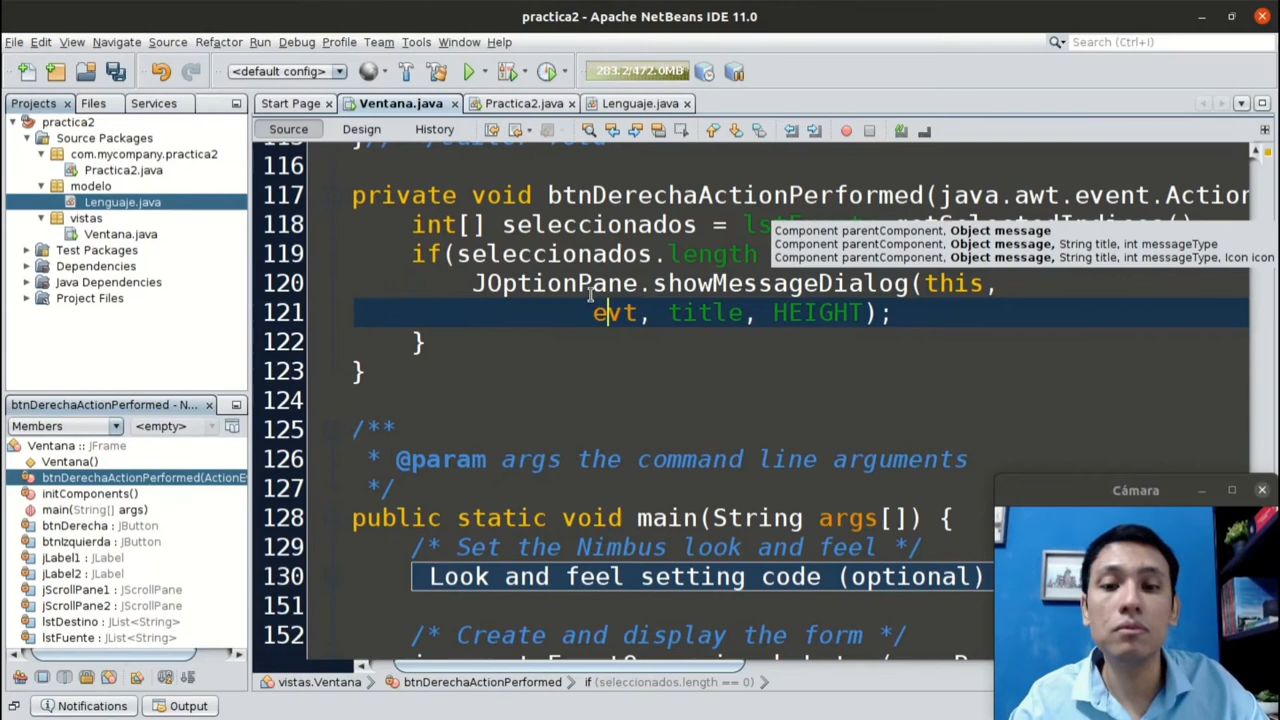 practica2 - Apache NetBeans IDE 11.0
File Edit View Navigate Source Refactor Run Debug Profile Team Tools Window Help
Search (Ctrl+I)
<default config>
283.2/472.0MB
Projects Files Services
Start Page Ventana.java Practica2.java Lenguaje.java
Source Design History
practica2
Source Packages
com.mycompany.practica2
Practica2.java
modelo
Lenguaje.java
vistas
Ventana.java
Test Packages
Dependencies
Java Dependencies
Project Files
btnDerechaActionPerformed - N...
Members <empty>
Ventana :: JFrame
Ventana()
btnDerechaActionPerformed(ActionE
initComponents()
main(String[] args)
btnDerecha : JButton
btnIzquierda : JButton
jLabel1 : JLabel
jLabel2 : JLabel
jScrollPane1 : JScrollPane
jScrollPane2 : JScrollPane
lstDestino : JList<String>
lstFuente : JList<String>
116
117 private void btnDerechaActionPerformed(java.awt.event.Action
118 int[] seleccionados =
119 if(seleccionados.length
120 JOptionPane.showMessageDialog(this,
121 evt, title, HEIGHT);
122 }
123 }
124
125 /**
126 * @param args the command line arguments
127 */
128 public static void main(String args[]) {
129 /* Set the Nimbus look and feel */
130 Look and feel setting code (optional)
151
152 /* Create and display the form */
Component parentComponent, Object message
Component parentComponent, Object message, String title, int messageType
Component parentComponent, Object message, String title, int messageType, Icon icon
Cámara
vistas.Ventana btnDerechaActionPerformed if (seleccionados.length == 0)
Notifications Output